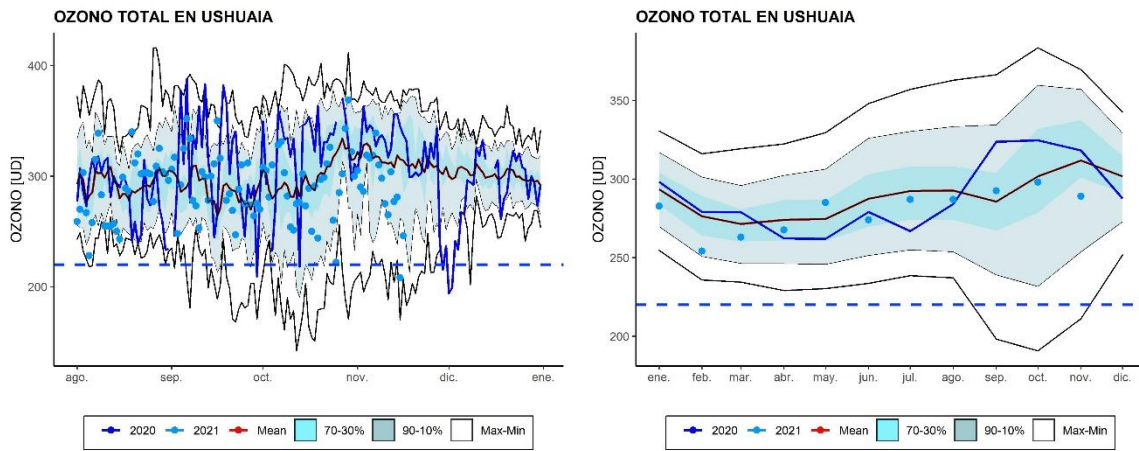 OZONO TOTAL EN USHUAIA
OZONO [UD]
400
300
200
ago.
sep.
oct.
nov.
dic.
ene.
2020
2021
Mean
70-30%
90-10%
Max-Min
OZONO TOTAL EN USHUAIA
OZONO [UD]
350
300
250
200
ene.
feb.
mar.
abr.
may.
jun.
jul.
ago.
sep.
oct.
nov.
dic.
2020
2021
Mean
70-30%
90-10%
Max-Min